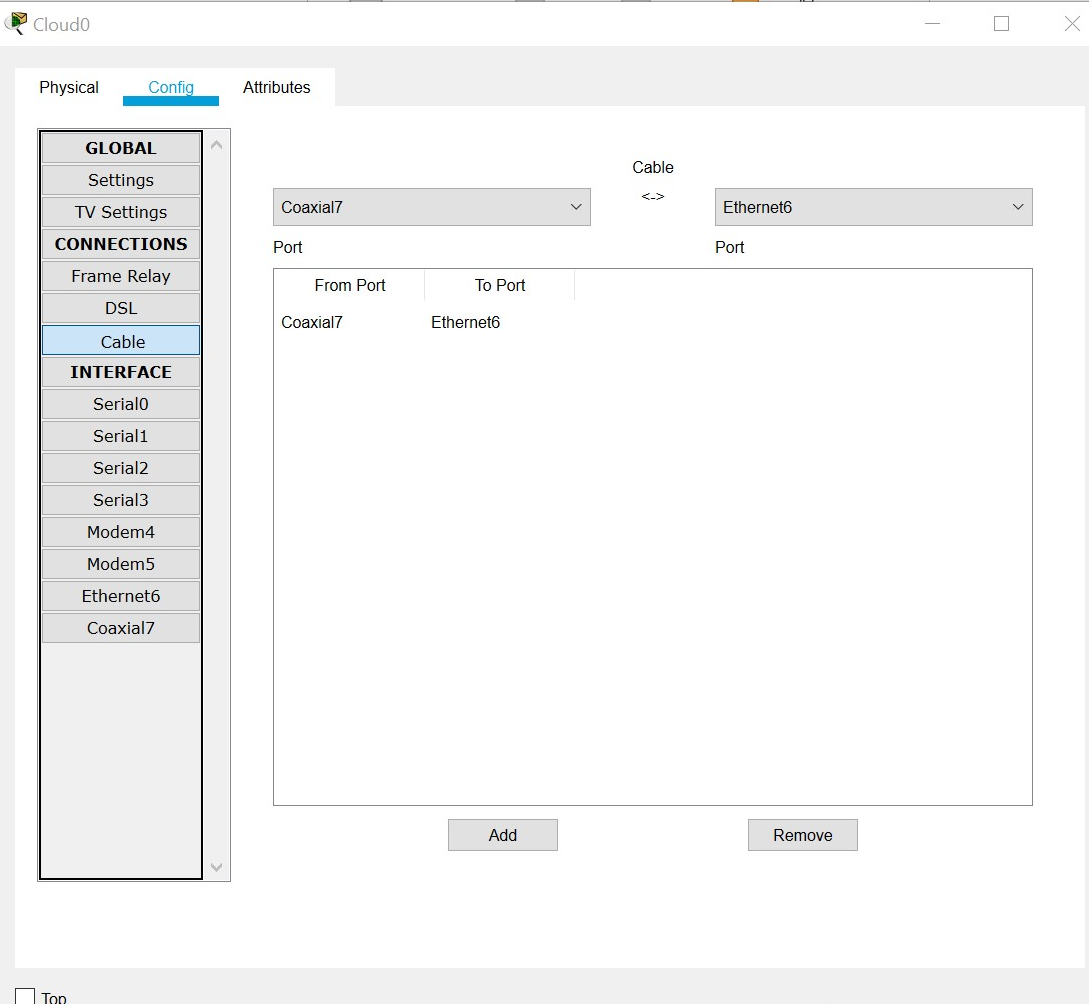 Cloud0
Physical Config Attributes
GLOBAL
Settings
TV Settings
CONNECTIONS
Frame Relay
DSL
Cable
INTERFACE
Serial0
Serial1
Serial2
Serial3
Modem4
Modem5
Ethernet6
Coaxial7
Cable
Coaxial7 <-> Ethernet6
Port Port
From Port To Port
Coaxial7 Ethernet6
Add Remove
Top